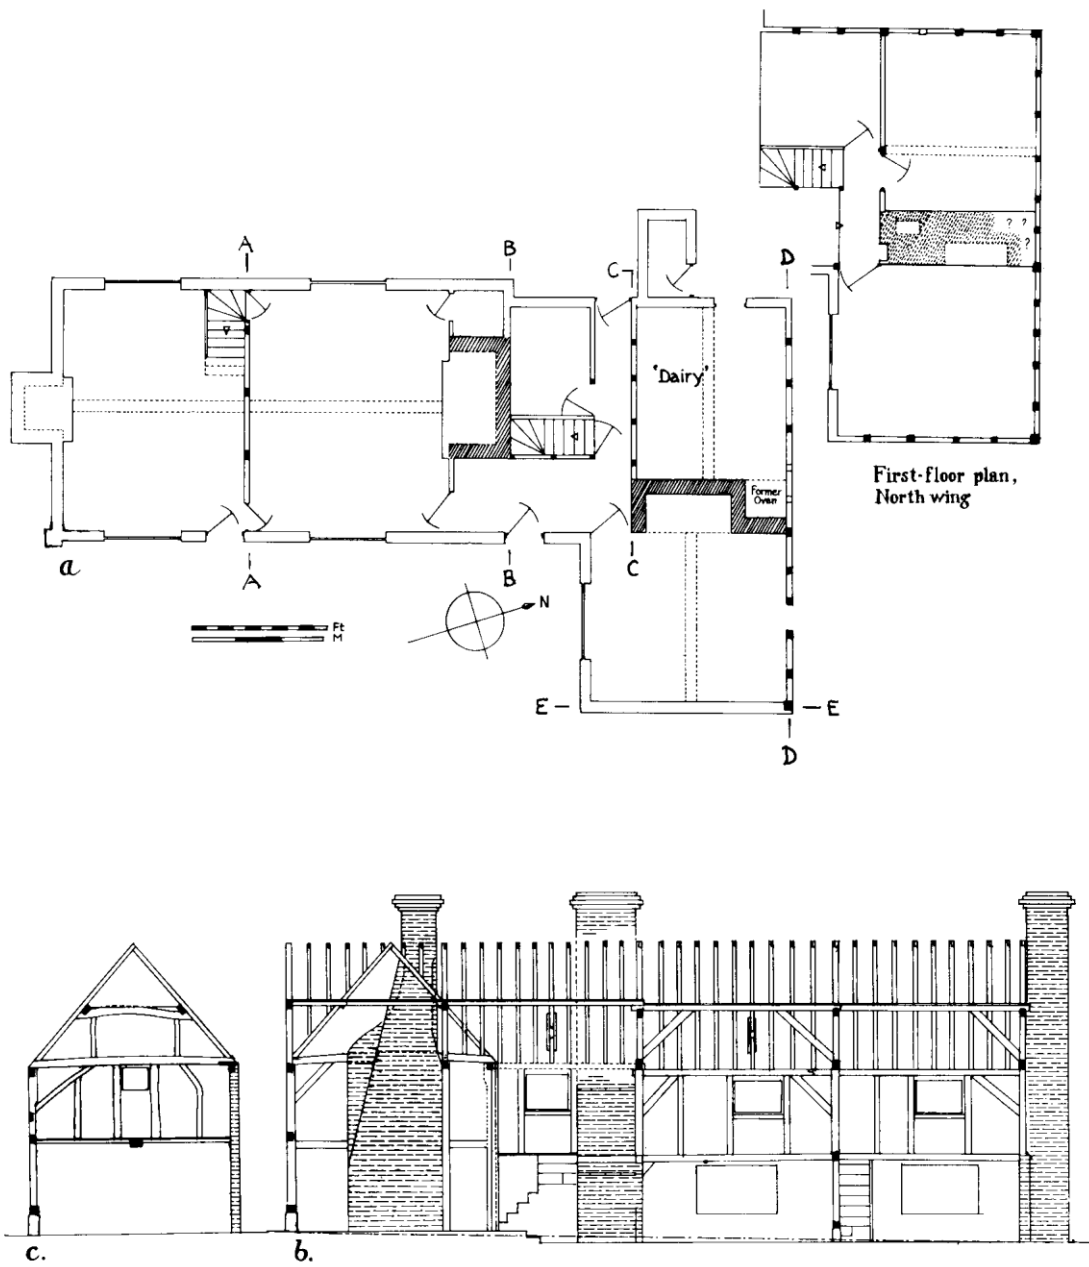 A
B
C
D
'Dairy'
Former
Oven
? ?
?
First-floor plan,
North wing
a
A
B
C
Ft
M
N
E
E
D
c.
b.